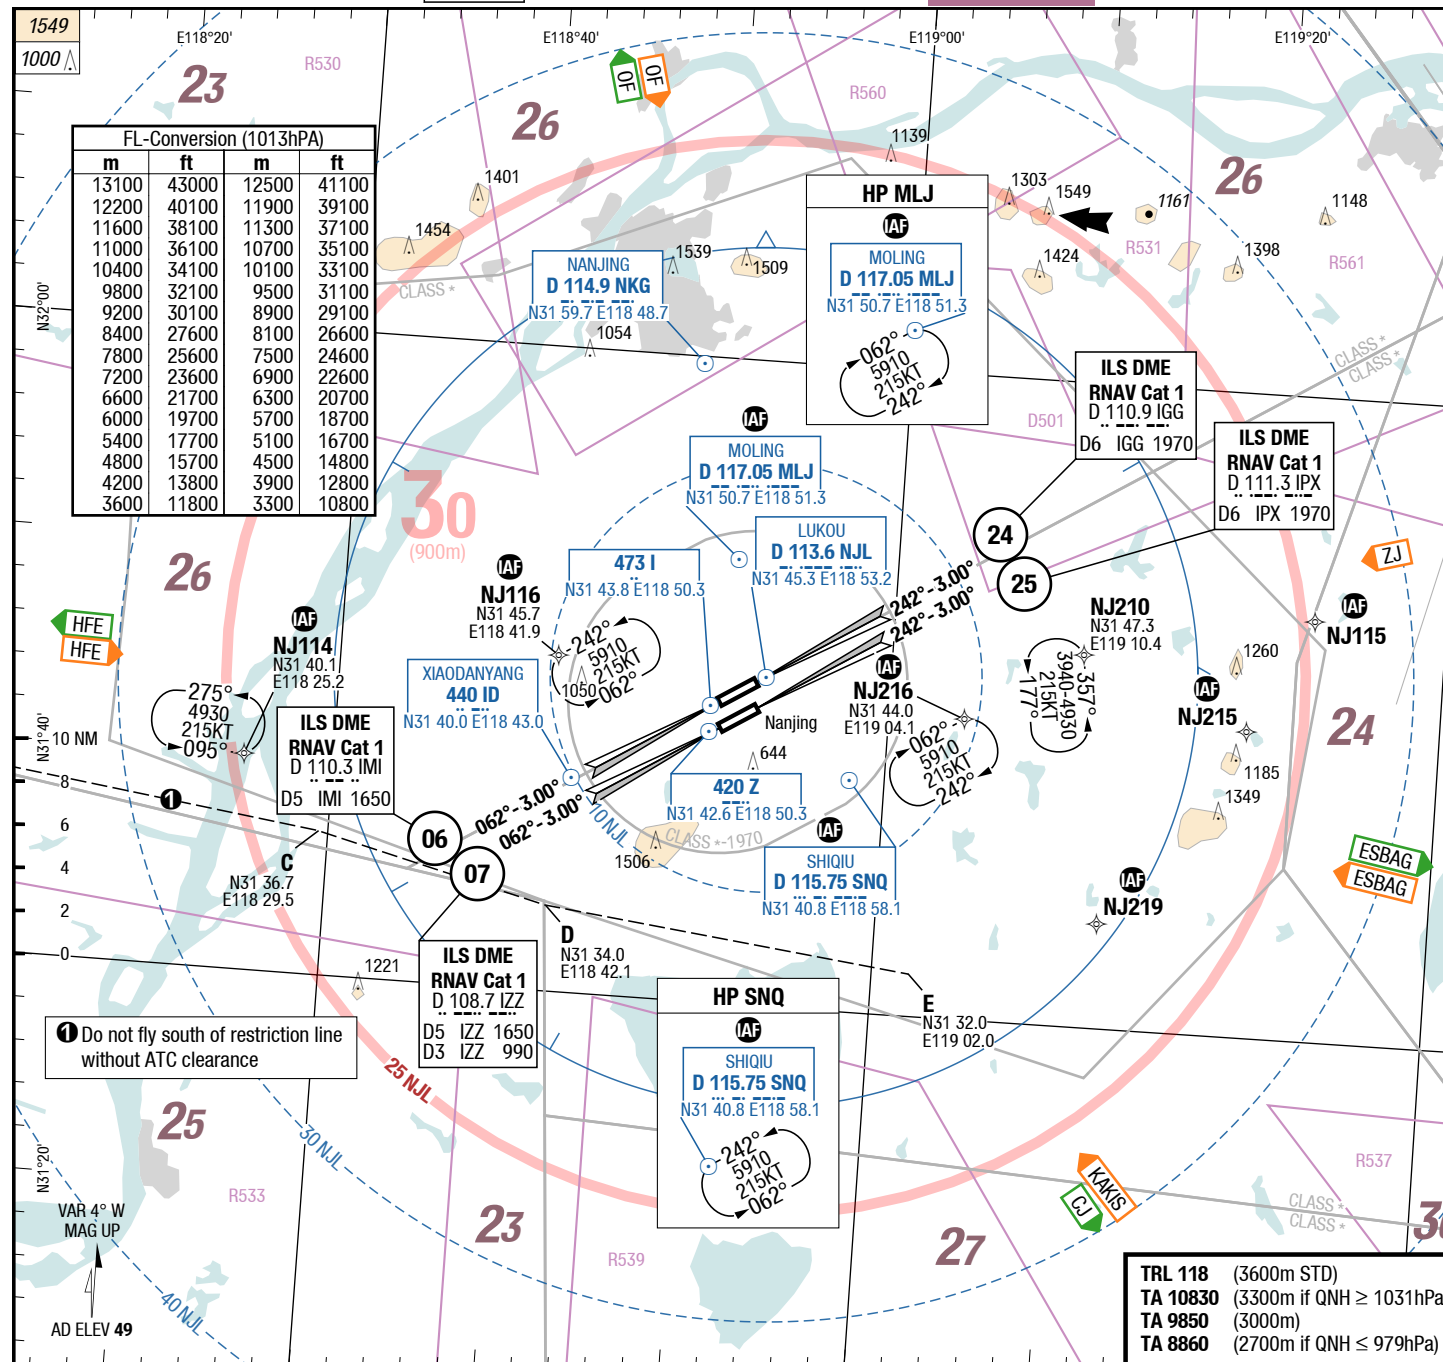 1549
1000
E118°20'
E118°40'
E119°00'
E119°20'
R530
23
26
OF
OF
R560
1139
26
R561
FL-Conversion (1013hPA)
m ft m ft
13100 43000 12500 41100
12200 40100 11900 39100
11600 38100 11300 37100
11000 36100 10700 35100
10400 34100 10100 33100
9800 32100 9500 31100
9200 30100 8900 29100
8400 27600 8100 26600
7800 25600 7500 24600
7200 23600 6900 22600
6600 21700 6300 20700
6000 19700 5700 18700
5400 17700 5100 16700
4800 15700 4500 14800
4200 13800 3900 12800
3600 11800 3300 10800
1401
1454
CLASS *
1539
1509
1054
NANJING
D 114.9 NKG
N31 59.7 E118 48.7
HP MLJ
IAF
MOLING
D 117.05 MLJ
N31 50.7 E118 51.3
062°
5910
215KT
242°
1303
1549
1161
1148
R531
1424
1398
CLASS *
CLASS *
D501
ILS DME
RNAV Cat 1
D 110.9 IGG
D6 IGG 1970
ILS DME
RNAV Cat 1
D 111.3 IPX
D6 IPX 1970
24
25
N32°00'
30
(900m)
26
IAF
MOLING
D 117.05 MLJ
N31 50.7 E118 51.3
LUKOU
D 113.6 NJL
N31 45.3 E118 53.2
473 I
N31 43.8 E118 50.3
IAF
NJ116
N31 45.7
E118 41.9
242°
5910
215KT
062°
1050
242°-3.00°
242°-3.00°
ZJ
HFE
HFE
IAF
NJ114
N31 40.1
E118 25.2
275°
4930
215KT
095°
XIAODANYANG
440 ID
N31 40.0 E118 43.0
Nanjing
644
420 Z
N31 42.6 E118 50.3
IAF
NJ216
N31 44.0
E119 04.1
062°
5910
215KT
242°
NJ210
N31 47.3
E119 10.4
357°
3940-4930
215KT
177°
IAF
NJ115
1260
IAF
NJ215
1185
1349
24
N31°40'
10 NM
8
6
4
2
0
1
ILS DME
RNAV Cat 1
D 110.3 IMI
D5 IMI 1650
06
07
062°-3.00°
062°-3.00°
10 NJL
CLASS *-1970
1506
IAF
SHIQIU
D 115.75 SNQ
N31 40.8 E118 58.1
ESBAG
ESBAG
IAF
NJ219
C
N31 36.7
E118 29.5
D
N31 34.0
E118 42.1
E
N31 32.0
E119 02.0
1221
ILS DME
RNAV Cat 1
D 108.7 IZZ
D5 IZZ 1650
D3 IZZ 990
HP SNQ
IAF
SHIQIU
D 115.75 SNQ
N31 40.8 E118 58.1
242°
5910
215KT
062°
1 Do not fly south of restriction line
without ATC clearance
25 NJL
25
30 NJL
N31°20'
R533
VAR 4° W
MAG UP
AD ELEV 49
40 NJL
23
R539
27
KAKIS
CJ
R537
CLASS *
CLASS *
TRL 118 (3600m STD)
TA 10830 (3300m if QNH ≥ 1031hPa
TA 9850 (3000m)
TA 8860 (2700m if QNH ≤ 979hPa)